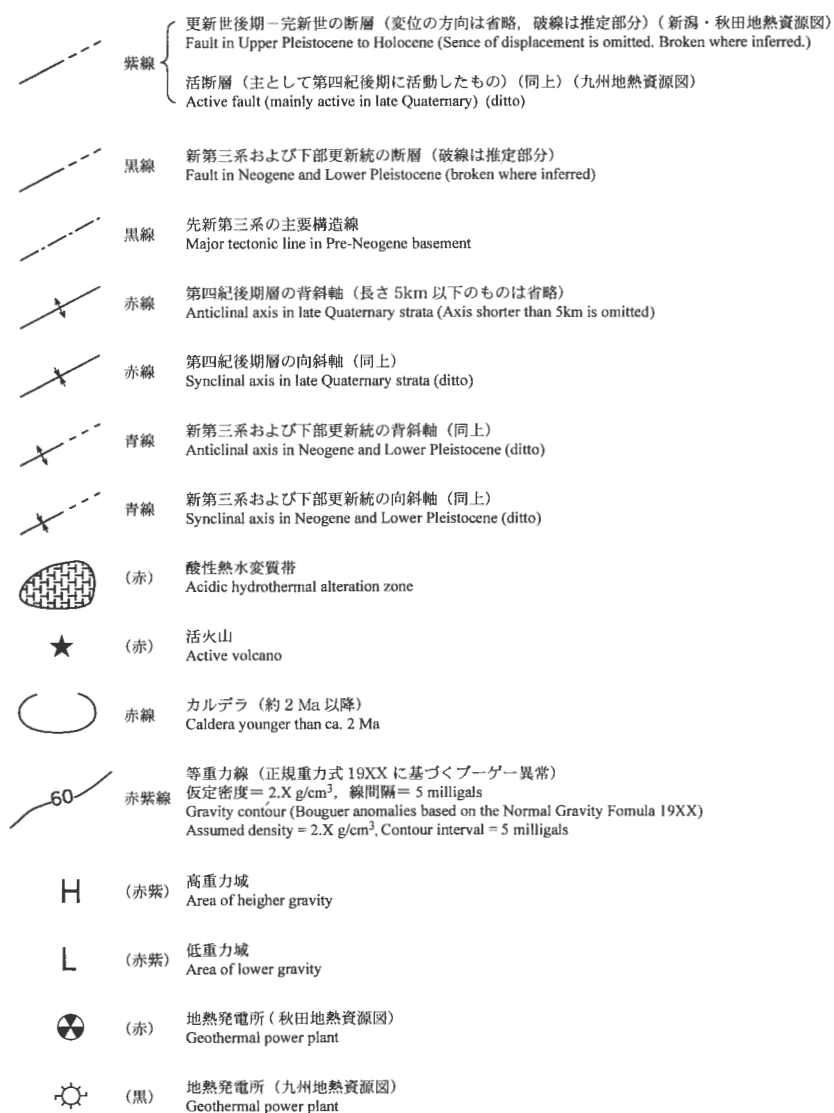 紫線
更新世後期－完新世の断層（変位の方向は省略，破線は推定部分）（新潟・秋田地熱資源図）
Fault in Upper Pleistocene to Holocene (Sence of displacement is omitted. Broken where inferred.)
活断層（主として第四紀後期に活動したもの）（同上）（九州地熱資源図）
Active fault (mainly active in late Quaternary) (ditto)
黒線
新第三系および下部更新統の断層（破線は推定部分）
Fault in Neogene and Lower Pleistocene (broken where inferred)
黒線
先新第三系の主要構造線
Major tectonic line in Pre-Neogene basement
赤線
第四紀後期層の背斜軸（長さ 5km 以下のものは省略）
Anticlinal axis in late Quaternary strata (Axis shorter than 5km is omitted)
赤線
第四紀後期層の向斜軸（同上）
Synclinal axis in late Quaternary strata (ditto)
青線
新第三系および下部更新統の背斜軸（同上）
Anticlinal axis in Neogene and Lower Pleistocene (ditto)
青線
新第三系および下部更新統の向斜軸（同上）
Synclinal axis in Neogene and Lower Pleistocene (ditto)
（赤）
酸性熱水変質帯
Acidic hydrothermal alteration zone
（赤）
活火山
Active volcano
赤線
カルデラ（約 2 Ma 以降）
Caldera younger than ca. 2 Ma
60
赤紫線
等重力線（正規重力式 19XX に基づくブーゲー異常）
仮定密度＝ 2.X g/cm³，線間隔＝ 5 milligals
Gravity contour (Bouguer anomalies based on the Normal Gravity Fomula 19XX)
Assumed density = 2.X g/cm³, Contour interval = 5 milligals
H
（赤紫）
高重力域
Area of heigher gravity
L
（赤紫）
低重力域
Area of lower gravity
（赤）
地熱発電所（秋田地熱資源図）
Geothermal power plant
（黒）
地熱発電所（九州地熱資源図）
Geothermal power plant